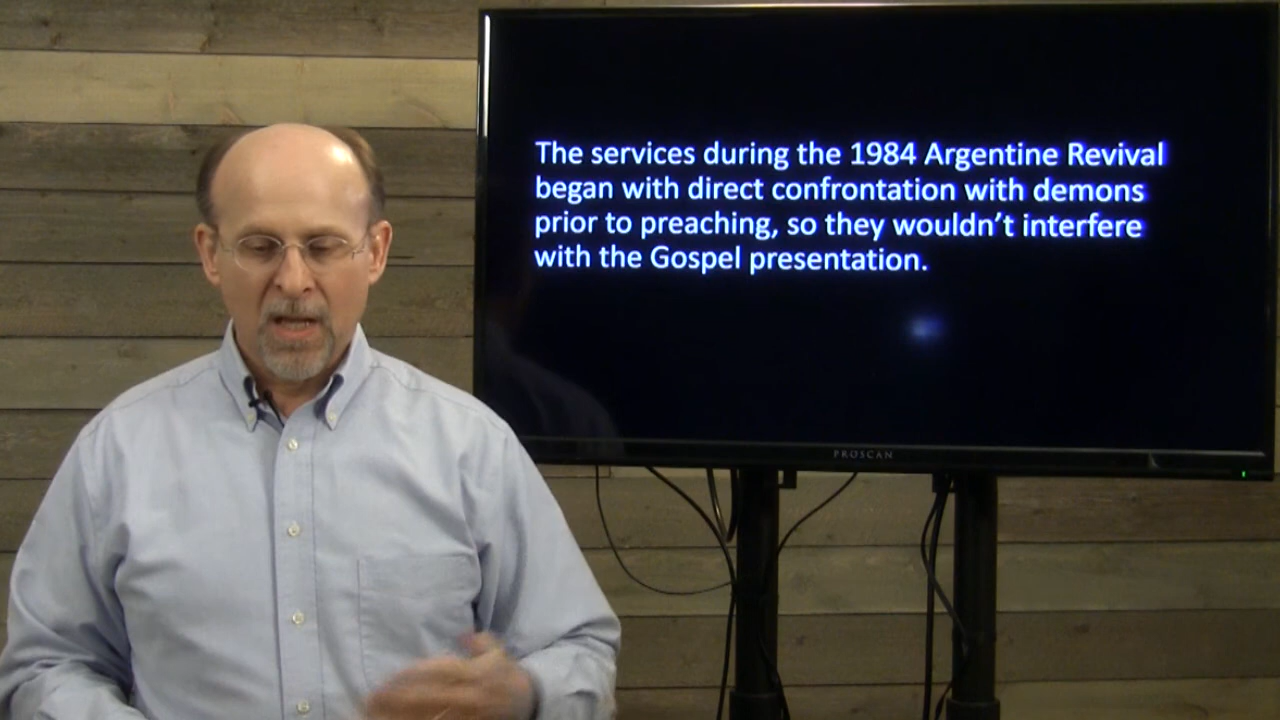 The services during the 1984 Argentine Revival
began with direct confrontation with demons
prior to preaching, so they wouldn’t interfere
with the Gospel presentation.
PROSCAN